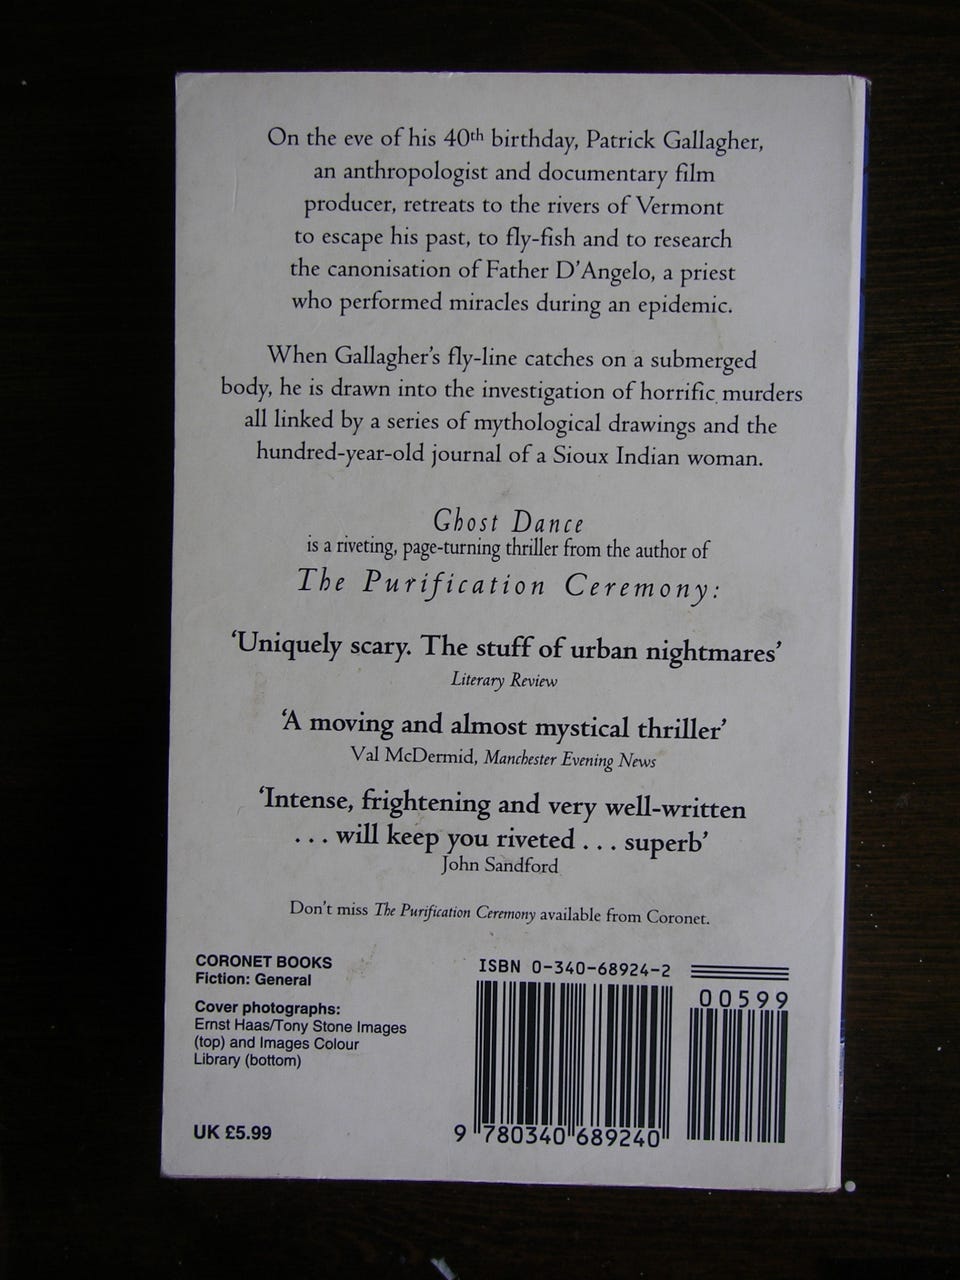 On the eve of his 40th birthday, Patrick Gallagher,
an anthropologist and documentary film
producer, retreats to the rivers of Vermont
to escape his past, to fly-fish and to research
the canonisation of Father D'Angelo, a priest
who performed miracles during an epidemic.
When Gallagher's fly-line catches on a submerged
body, he is drawn into the investigation of horrific murders
all linked by a series of mythological drawings and the
hundred-year-old journal of a Sioux Indian woman.
Ghost Dance
is a riveting, page-turning thriller from the author of
The Purification Ceremony:
'Uniquely scary. The stuff of urban nightmares'
Literary Review
'A moving and almost mystical thriller'
Val McDermid, Manchester Evening News
'Intense, frightening and very well-written
. . . will keep you riveted . . . superb'
John Sandford
Don't miss The Purification Ceremony available from Coronet.
CORONET BOOKS
Fiction: General
Cover photographs:
Ernst Haas/Tony Stone Images
(top) and Images Colour
Library (bottom)
UK £5.99
ISBN 0-340-68924-2
00599
9 780340 689240